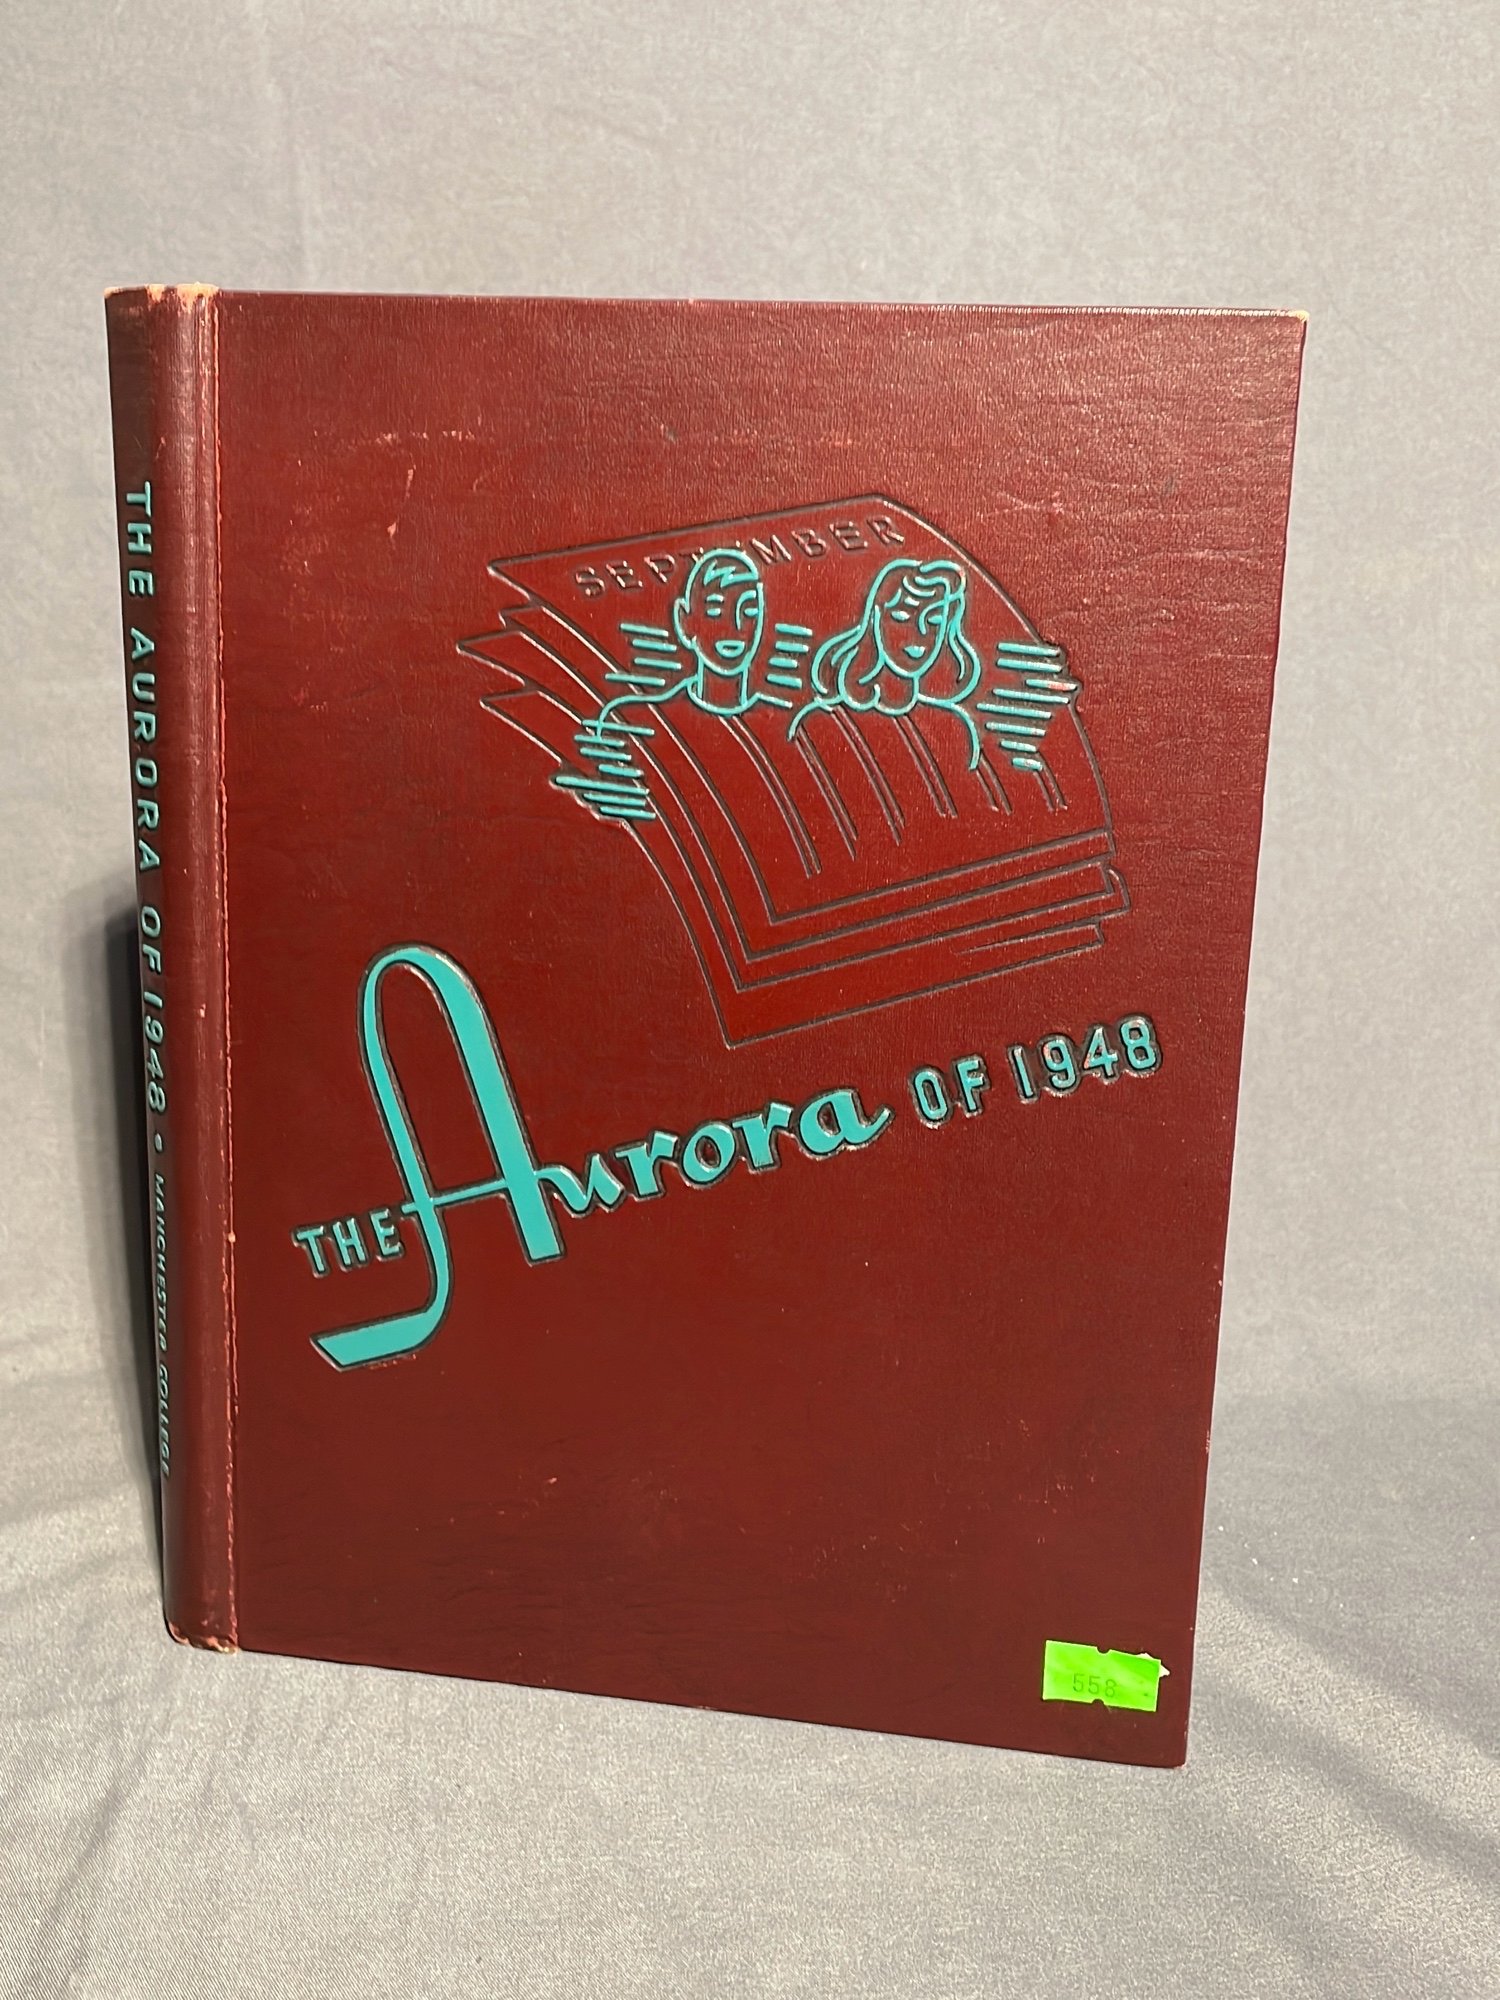 THE AURORA OF 1948 • MANCHESTER COLLEGE
SEPTEMBER
THE Aurora OF 1948
558